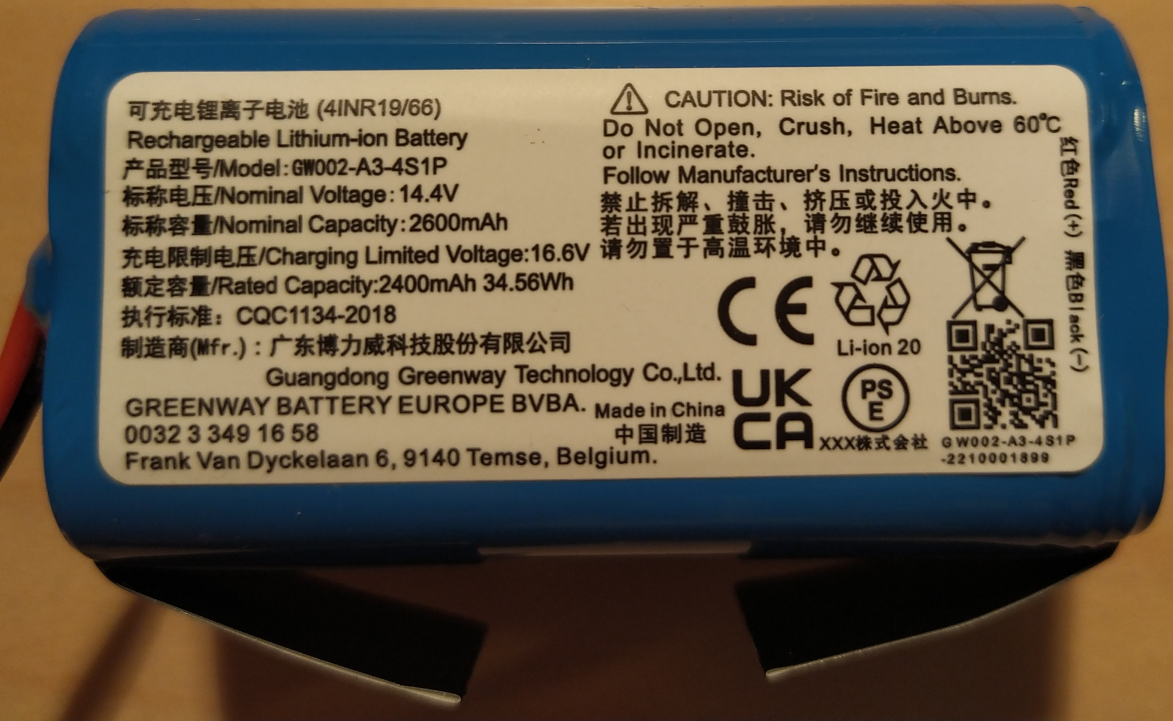 可充电锂离子电池 (4INR19/66)
Rechargeable Lithium-ion Battery
产品型号/Model:GW002-A3-4S1P
标称电压/Nominal Voltage:14.4V
标称容量/Nominal Capacity:2600mAh
充电限制电压/Charging Limited Voltage:16.6V
额定容量/Rated Capacity:2400mAh 34.56Wh
执行标准：CQC1134-2018
制造商(Mfr.)：广东博力威科技股份有限公司
Guangdong Greenway Technology Co.,Ltd.
GREENWAY BATTERY EUROPE BVBA.
0032 3 349 16 58
Frank Van Dyckelaan 6, 9140 Temse, Belgium.
Made in China
中国制造
CAUTION: Risk of Fire and Burns.
Do Not Open, Crush, Heat Above 60℃
or Incinerate.
Follow Manufacturer's Instructions.
禁止拆解、撞击、挤压或投入火中。
若出现严重鼓胀，请勿继续使用。
请勿置于高温环境中。
CE
Li-ion 20
UK
CA
PS
E
XXX株式会社
GW002-A3-4S1P
-2210001899
红色Red(+) 黑色Black(-)